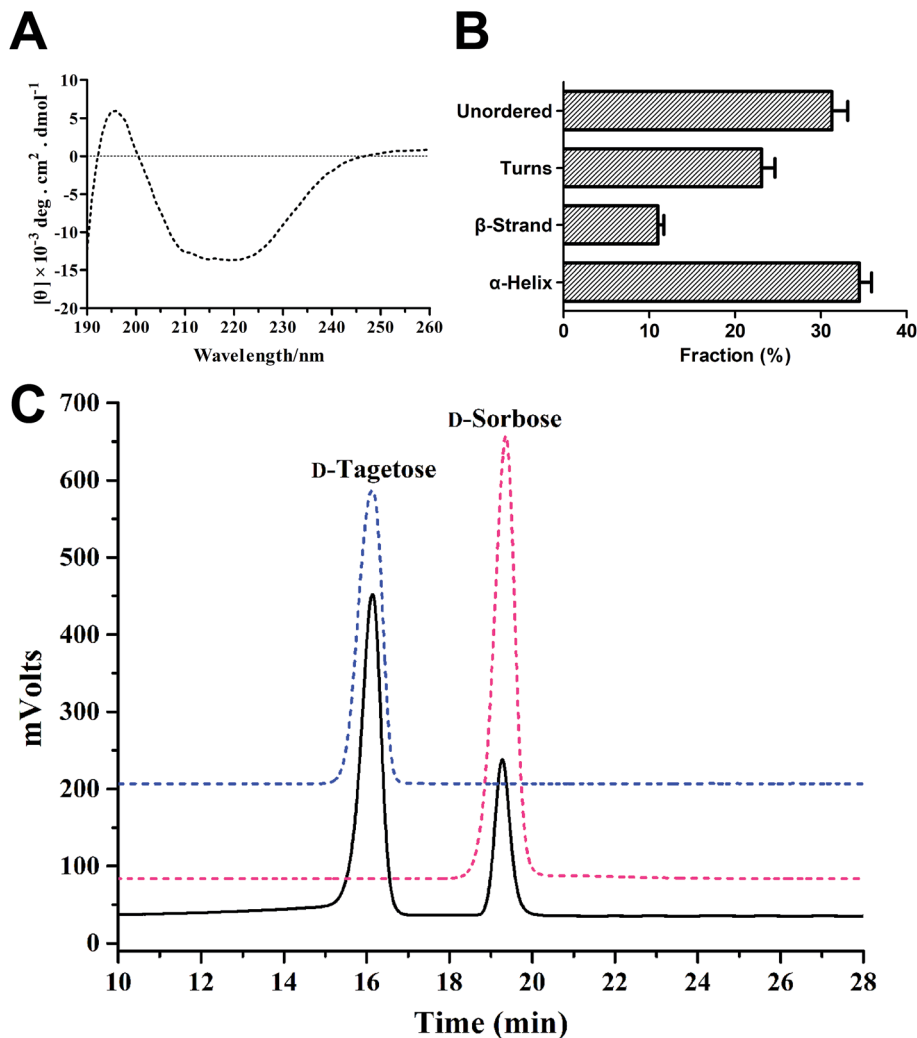 A
B
[θ] × 10⁻³ deg . cm² . dmol⁻¹
10
5
0
-5
-10
-15
-20
190 200 210 220 230 240 250 260
Wavelength/nm
Unordered
Turns
β-Strand
α-Helix
0 10 20 30 40
Fraction (%)
C
D-Sorbose
D-Tagetose
mVolts
700
600
500
400
300
200
100
0
10 12 14 16 18 20 22 24 26 28
Time (min)